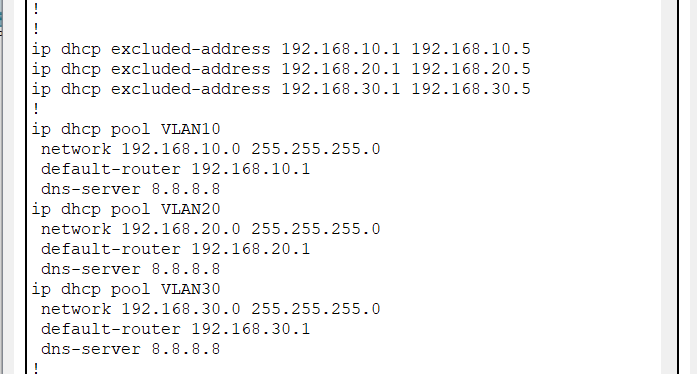 !
!
ip dhcp excluded-address 192.168.10.1 192.168.10.5
ip dhcp excluded-address 192.168.20.1 192.168.20.5
ip dhcp excluded-address 192.168.30.1 192.168.30.5
!
ip dhcp pool VLAN10
 network 192.168.10.0 255.255.255.0
 default-router 192.168.10.1
 dns-server 8.8.8.8
ip dhcp pool VLAN20
 network 192.168.20.0 255.255.255.0
 default-router 192.168.20.1
 dns-server 8.8.8.8
ip dhcp pool VLAN30
 network 192.168.30.0 255.255.255.0
 default-router 192.168.30.1
 dns-server 8.8.8.8
!